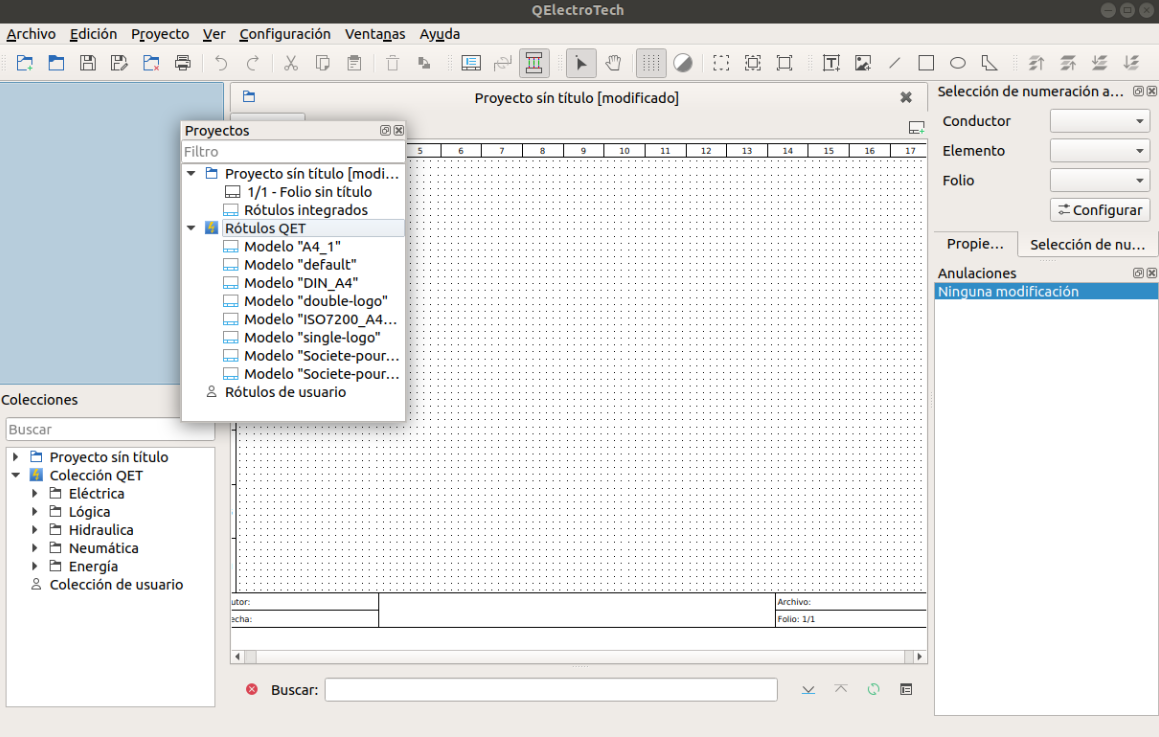 QElectroTech
Archivo Edición Proyecto Ver Configuración Ventanas Ayuda
Proyecto sín título [modificado]
Proyectos
Filtro
Proyecto sín título [modi...
1/1 - Folio sin título
Rótulos integrados
Rótulos QET
Modelo "A4_1"
Modelo "default"
Modelo "DIN_A4"
Modelo "double-logo"
Modelo "ISO7200_A4...
Modelo "single-logo"
Modelo "Societe-pour...
Modelo "Societe-pour...
Rótulos de usuario
5 6 7 8 9 10 11 12 13 14 15 16 17
Colecciones
Buscar
Proyecto sín título
Colección QET
Eléctrica
Lógica
Hidraulica
Neumática
Energía
Colección de usuario
utor:
echa:
Archivo:
Folio: 1/1
Buscar:
Selección de numeración a...
Conductor
Elemento
Folio
Configurar
Propie... Selección de nu...
Anulaciones
Ninguna modificación